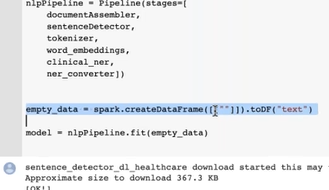 nlpPipeline = Pipeline(stages=[
documentAssembler,
sentenceDetector,
tokenizer,
word_embeddings,
clinical_ner,
ner_converter])
empty_data = spark.createDataFrame([[""]]).toDF("text")
model = nlpPipeline.fit(empty_data)
sentence_detector_dl_healthcare download started this may
Approximate size to download 367.3 KB
[OK!]